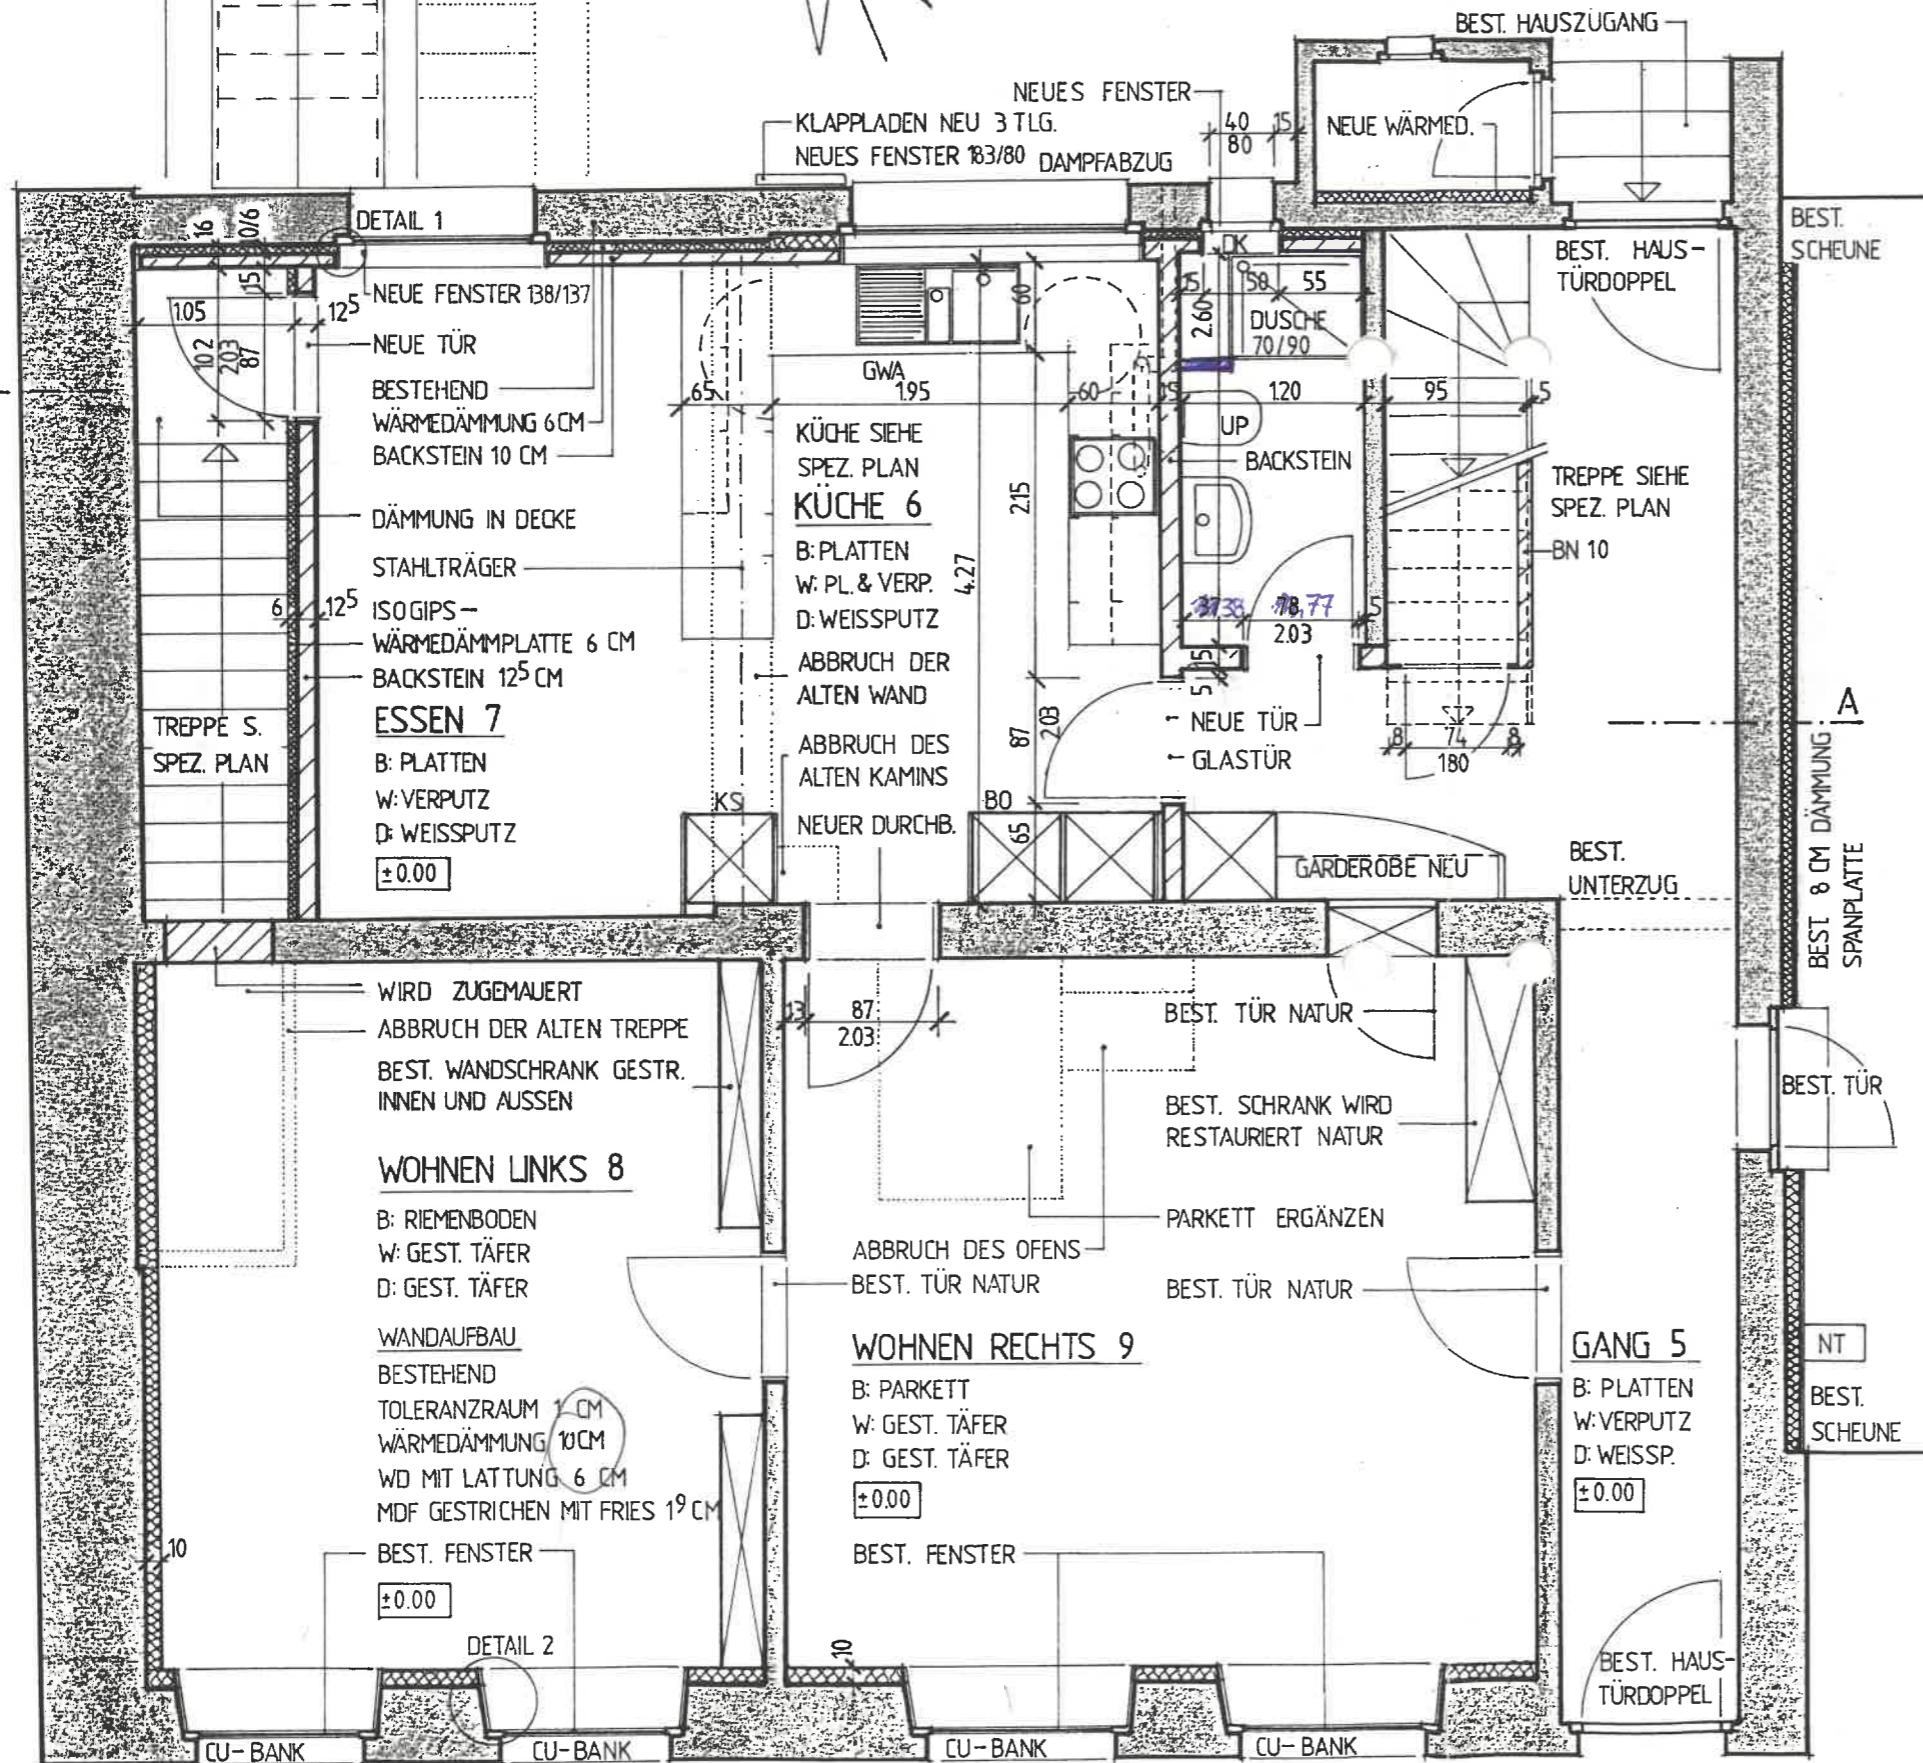 BEST. HAUSZUGANG
NEUES FENSTER
KLAPPLADEN NEU 3 TLG.
NEUES FENSTER 183/80
DAMPFABZUG
40
80
15
NEUE WÄRMED.
DETAIL 1
16
10/6
15
DK
BEST. HAUS-
TÜRDOPPEL
BEST.
SCHEUNE
NEUE FENSTER 138/137
1.05
12⁵
102
2.03
87
NEUE TÜR
60
15
50
55
2.60
DUSCHE
70/90
BESTEHEND
WÄRMEDÄMMUNG 6 CM
BACKSTEIN 10 CM
GWA
65
1.95
60
15
1.20
95
5
KÜCHE SIEHE
SPEZ. PLAN
KÜCHE 6
B: PLATTEN
W: PL. & VERP.
D: WEISSPUTZ
UP
BACKSTEIN
TREPPE SIEHE
SPEZ. PLAN
BN 10
DÄMMUNG IN DECKE
STAHLTRÄGER
2.15
4.27
6
12⁵
ISOGIPS-
WÄRMEDÄMMPLATTE 6 CM
BACKSTEIN 12⁵ CM
37 38
78, 77
5
2.03
15
5
ABBRUCH DER
ALTEN WAND
ESSEN 7
B: PLATTEN
W: VERPUTZ
D: WEISSPUTZ
±0.00
TREPPE S.
SPEZ. PLAN
ABBRUCH DES
ALTEN KAMINS
NEUER DURCHB.
87
2.03
NEUE TÜR
GLASTÜR
8
74
8
180
A
KS
BO
65
GARDEROBE NEU
BEST.
UNTERZUG
BEST 8 CM DÄMMUNG
SPANPLATTE
WIRD ZUGEMAUERT
ABBRUCH DER ALTEN TREPPE
BEST. WANDSCHRANK GESTR.
INNEN UND AUSSEN
13
87
2.03
BEST. TÜR NATUR
BEST. TÜR
BEST. SCHRANK WIRD
RESTAURIERT NATUR
WOHNEN LINKS 8
B: RIEMENBODEN
W: GEST. TÄFER
D: GEST. TÄFER
WANDAUFBAU
BESTEHEND
TOLERANZRAUM 1 CM
WÄRMEDÄMMUNG 10CM
WD MIT LATTUNG 6 CM
MDF GESTRICHEN MIT FRIES 1⁹ CM
PARKETT ERGÄNZEN
ABBRUCH DES OFENS
BEST. TÜR NATUR
BEST. TÜR NATUR
WOHNEN RECHTS 9
B: PARKETT
W: GEST. TÄFER
D: GEST. TÄFER
±0.00
GANG 5
B: PLATTEN
W: VERPUTZ
D: WEISSP.
±0.00
NT
BEST.
SCHEUNE
10
BEST. FENSTER
±0.00
BEST. FENSTER
DETAIL 2
10
BEST. HAUS-
TÜRDOPPEL
CU-BANK
CU-BANK
CU-BANK
CU-BANK